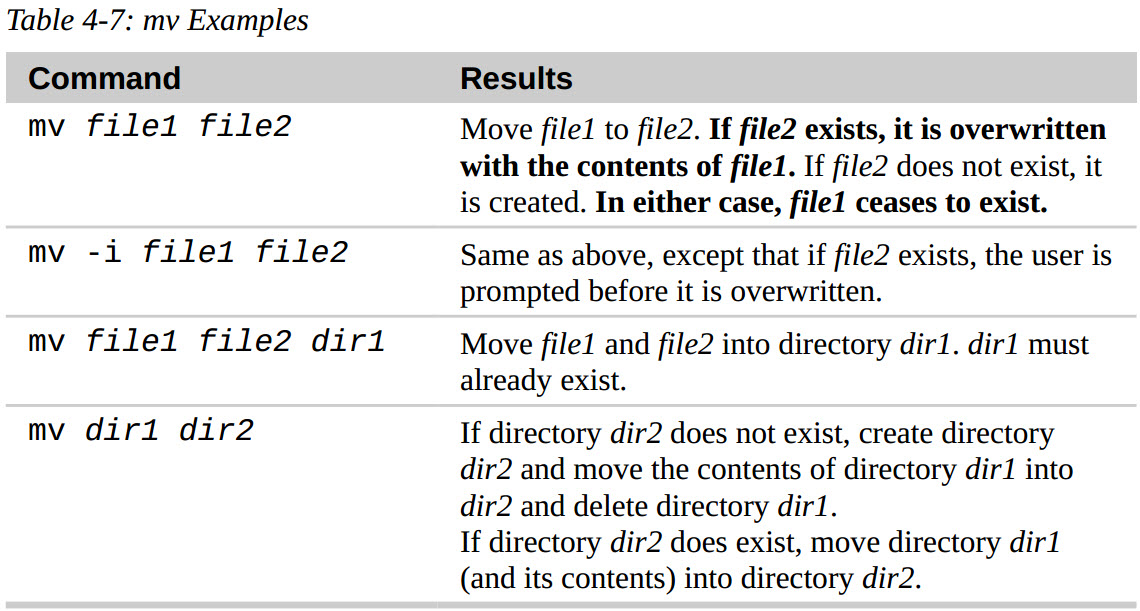 Table 4-7: mv Examples
Command Results
mv file1 file2 Move file1 to file2. If file2 exists, it is overwritten
with the contents of file1. If file2 does not exist, it
is created. In either case, file1 ceases to exist.
mv -i file1 file2 Same as above, except that if file2 exists, the user is
prompted before it is overwritten.
mv file1 file2 dir1 Move file1 and file2 into directory dir1. dir1 must
already exist.
mv dir1 dir2 If directory dir2 does not exist, create directory
dir2 and move the contents of directory dir1 into
dir2 and delete directory dir1.
If directory dir2 does exist, move directory dir1
(and its contents) into directory dir2.